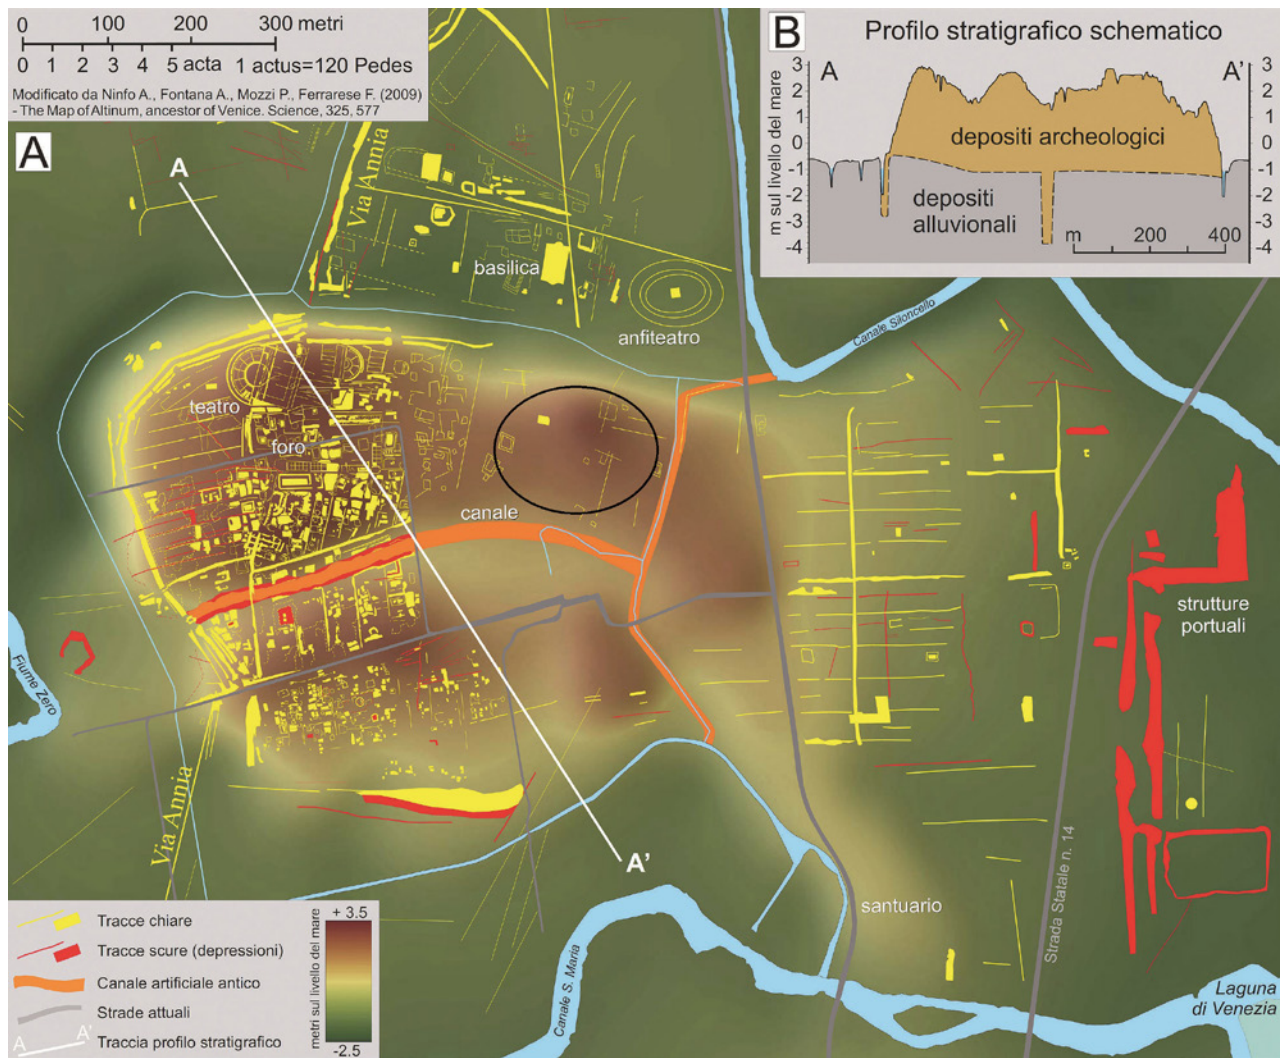 0 100 200 300 metri
0 1 2 3 4 5 acta 1 actus=120 Pedes
Modificato da Ninfo A., Fontana A., Mozzi P., Ferrarese F. (2009)
- The Map of Altinum, ancestor of Venice. Science, 325, 577
B Profilo stratigrafico schematico
A A'
m sul livello del mare
3 3
2 2
1 1
0 0
-1 -1
-2 -2
-3 -3
-4 -4
depositi archeologici
depositi
alluvionali
m 200 400
A
A
Via Annia
basilica
anfiteatro
Canale Siloncello
teatro
foro
canale
strutture
portuali
Fiume Zero
Via Annia
A'
santuario
Strada Statale n. 14
Canale S. Maria
Laguna
di Venezia
Tracce chiare
Tracce scure (depressioni)
Canale artificiale antico
Strade attuali
A A' Traccia profilo stratigrafico
metri sul livello del mare
+ 3.5
-2.5